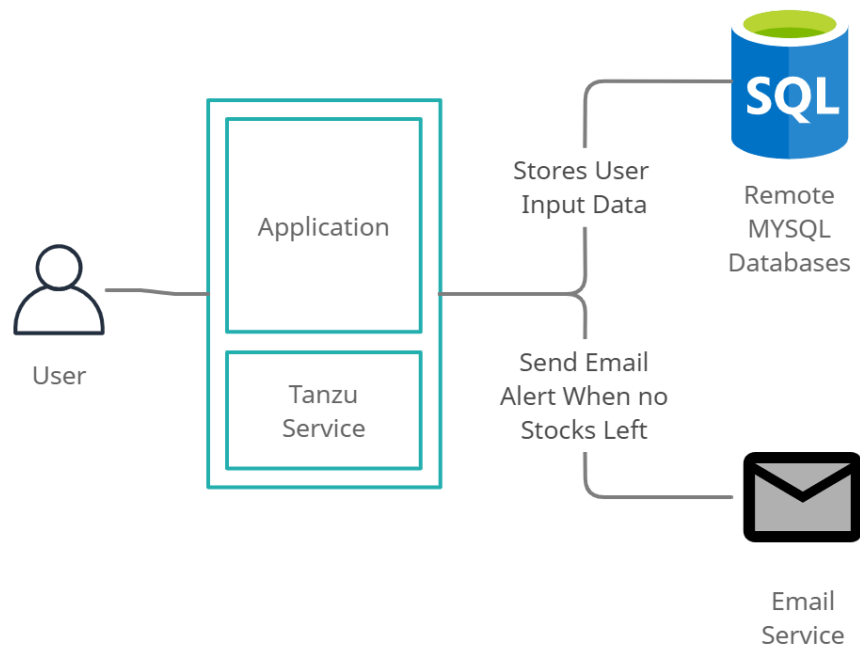 User
Application
Tanzu
Service
Stores User
Input Data
Send Email
Alert When no
Stocks Left
SQL
Remote
MYSQL
Databases
Email
Service